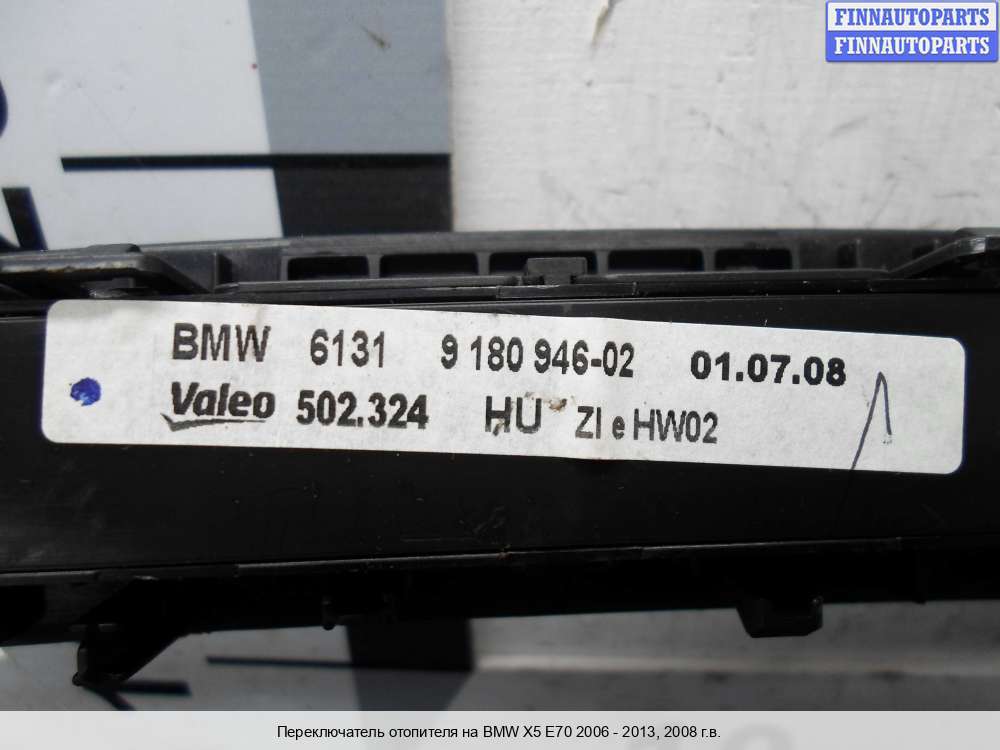 FINNAUTOPARTS
FINNAUTOPARTS
BMW 6131 9 180 946-02 01.07.08
Valeo 502.324 HU ZI e HW02
Переключатель отопителя на BMW X5 E70 2006 - 2013, 2008 г.в.